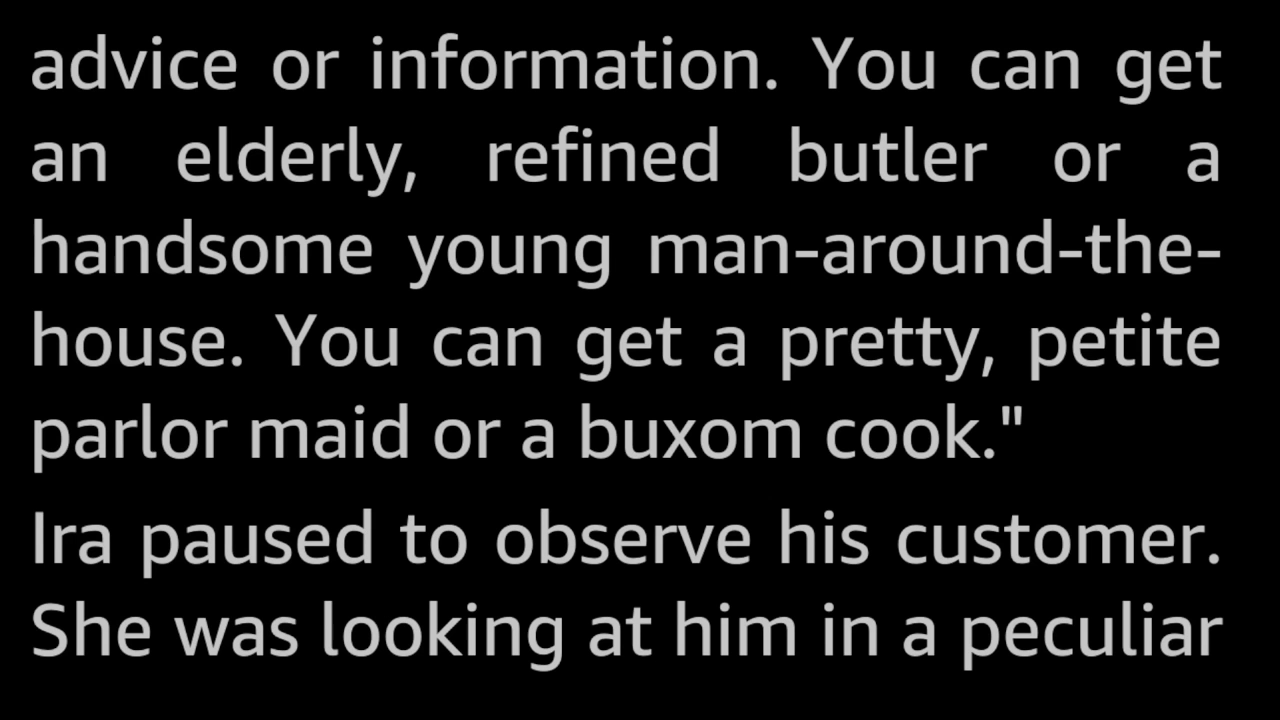 advice or information. You can get
an elderly, refined butler or a
handsome young man-around-the-
house. You can get a pretty, petite
parlor maid or a buxom cook."
Ira paused to observe his customer.
She was looking at him in a peculiar